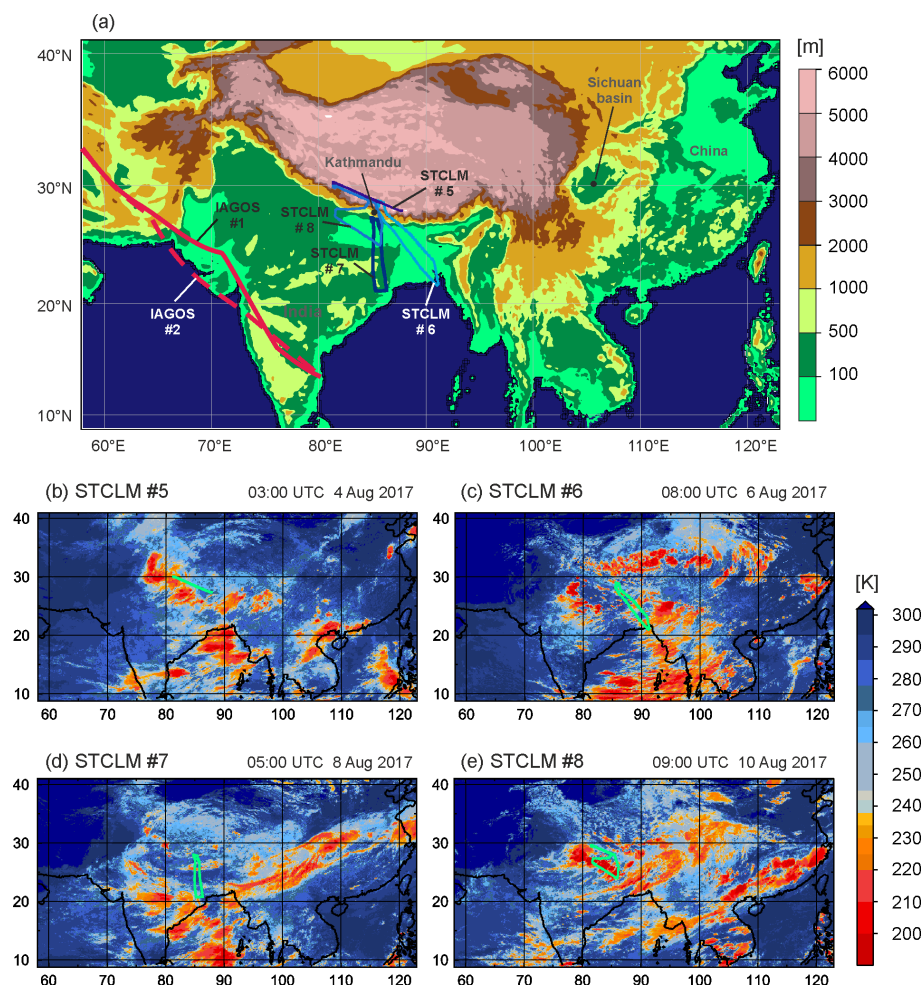 (a)
[m]
40°N
30°N
20°N
10°N
60°E
70°E
80°E
90°E
100°E
110°E
120°E
6000
5000
4000
3000
2000
1000
500
100
Sichuan
basin
China
Kathmandu
STCLM
# 5
IAGOS
#1
STCLM
# 8
STCLM
# 7
India
IAGOS
#2
STCLM
# 6
(b) STCLM #5
03:00 UTC 4 Aug 2017
40
30
20
10
60
70
80
90
100
110
120
(c) STCLM #6
08:00 UTC 6 Aug 2017
40
30
20
10
60
70
80
90
100
110
120
[K]
300
290
280
270
260
250
240
230
220
210
200
(d) STCLM #7
05:00 UTC 8 Aug 2017
40
30
20
10
60
70
80
90
100
110
120
(e) STCLM #8
09:00 UTC 10 Aug 2017
40
30
20
10
60
70
80
90
100
110
120